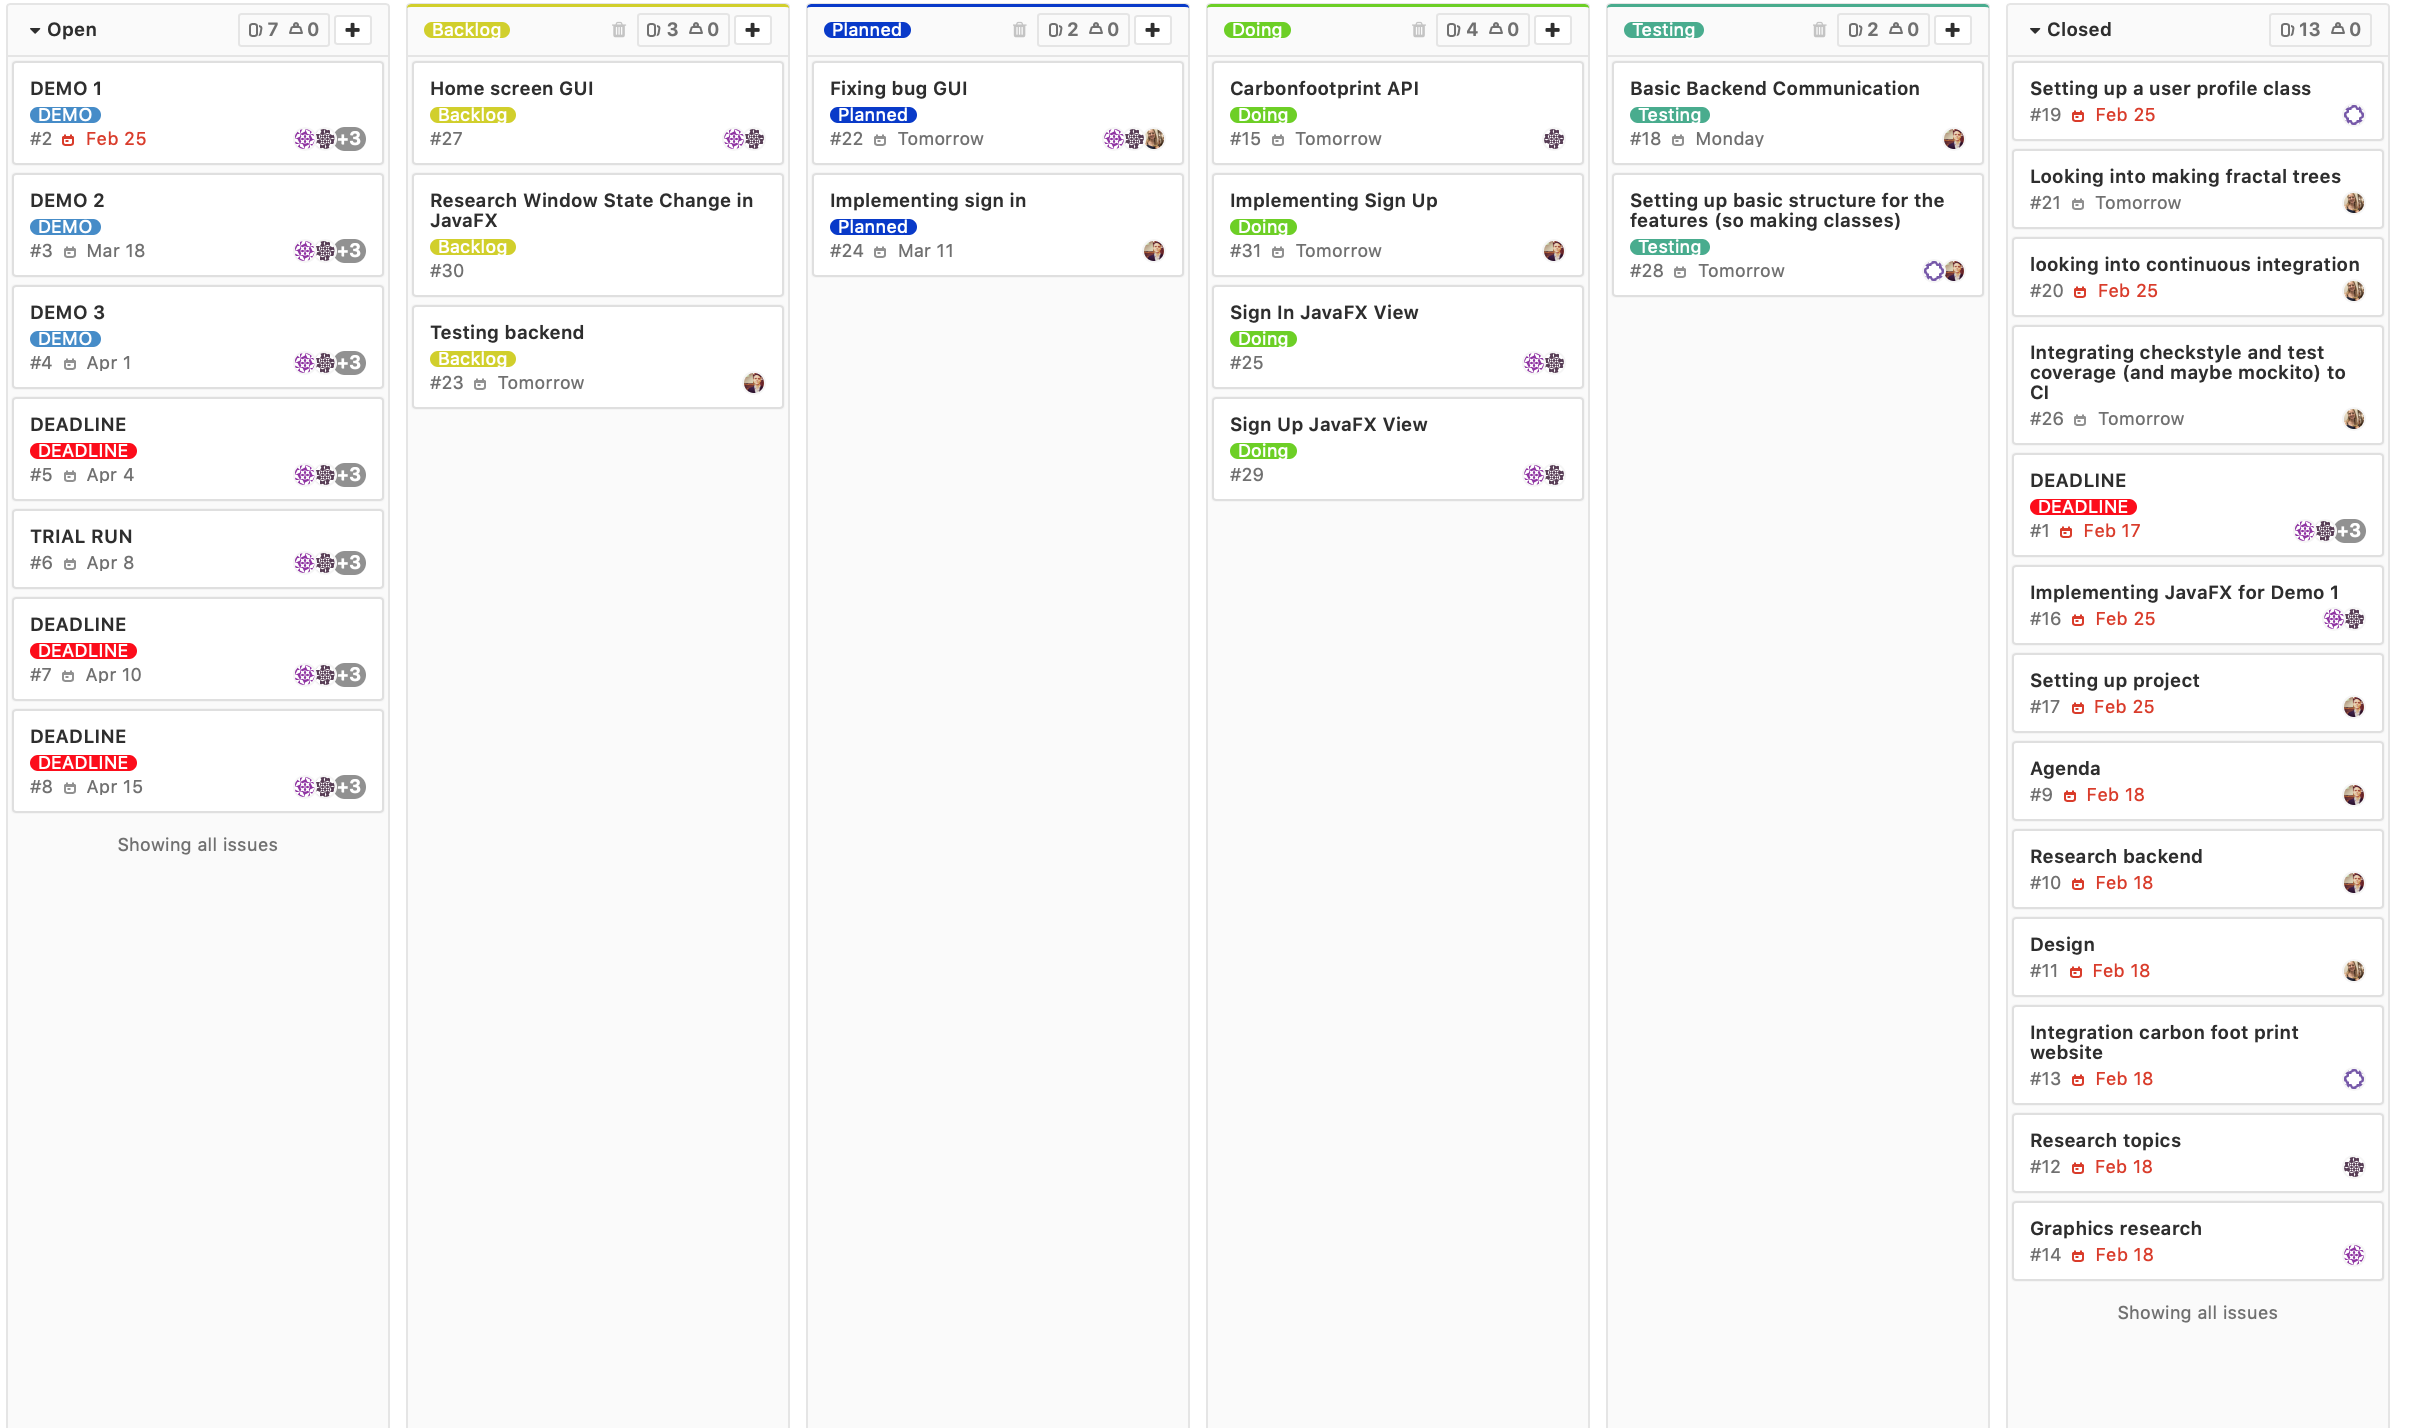 Open 7 0
DEMO 1
DEMO
#2 Feb 25 +3
DEMO 2
DEMO
#3 Mar 18 +3
DEMO 3
DEMO
#4 Apr 1 +3
DEADLINE
DEADLINE
#5 Apr 4 +3
TRIAL RUN
#6 Apr 8 +3
DEADLINE
DEADLINE
#7 Apr 10 +3
DEADLINE
DEADLINE
#8 Apr 15 +3
Showing all issues
Backlog 3 0
Home screen GUI
Backlog
#27
Research Window State Change in
JavaFX
Backlog
#30
Testing backend
Backlog
#23 Tomorrow
Planned 2 0
Fixing bug GUI
Planned
#22 Tomorrow
Implementing sign in
Planned
#24 Mar 11
Doing 4 0
Carbonfootprint API
Doing
#15 Tomorrow
Implementing Sign Up
Doing
#31 Tomorrow
Sign In JavaFX View
Doing
#25
Sign Up JavaFX View
Doing
#29
Testing 2 0
Basic Backend Communication
Testing
#18 Monday
Setting up basic structure for the
features (so making classes)
Testing
#28 Tomorrow
Closed 13 0
Setting up a user profile class
#19 Feb 25
Looking into making fractal trees
#21 Tomorrow
looking into continuous integration
#20 Feb 25
Integrating checkstyle and test
coverage (and maybe mockito) to
CI
#26 Tomorrow
DEADLINE
DEADLINE
#1 Feb 17 +3
Implementing JavaFX for Demo 1
#16 Feb 25
Setting up project
#17 Feb 25
Agenda
#9 Feb 18
Research backend
#10 Feb 18
Design
#11 Feb 18
Integration carbon foot print
website
#13 Feb 18
Research topics
#12 Feb 18
Graphics research
#14 Feb 18
Showing all issues